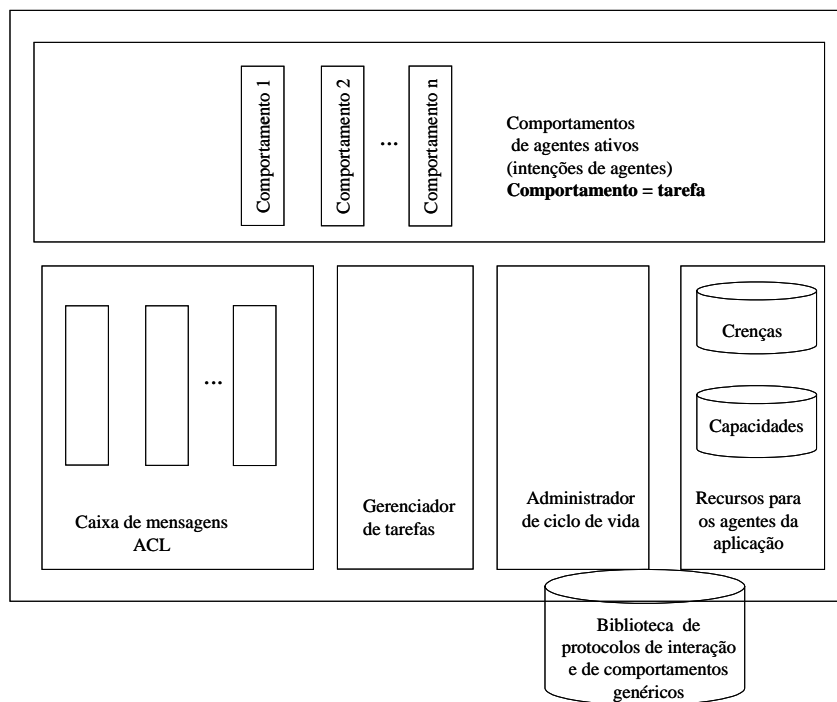 Comportamento 1
Comportamento 2
...
Comportamento n
Comportamentos
de agentes ativos
(intenções de agentes)
Comportamento = tarefa
...
Caixa de mensagens
ACL
Gerenciador
de tarefas
Administrador
de ciclo de vida
Crenças
Capacidades
Recursos para
os agentes da
aplicação
Biblioteca de
protocolos de interação
e de comportamentos
genéricos